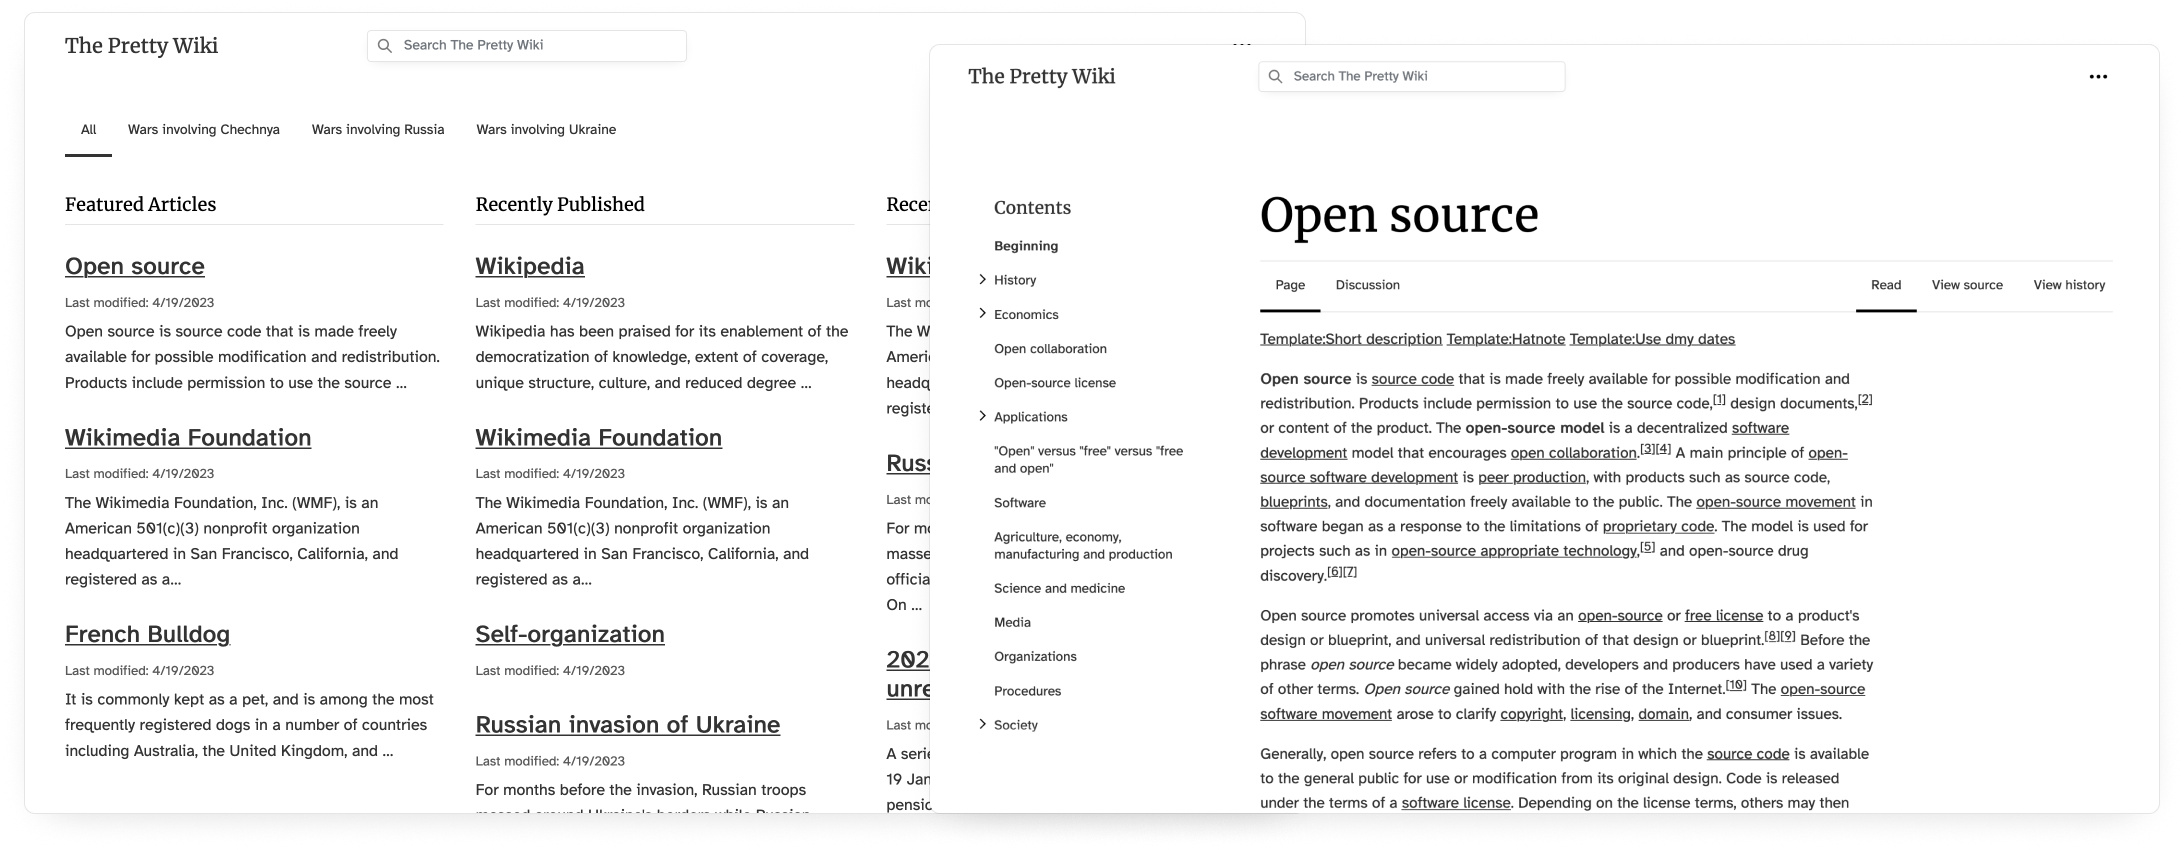 The Pretty Wiki
Search The Pretty Wiki
All
Wars involving Chechnya
Wars involving Russia
Wars involving Ukraine
Featured Articles
Open source
Last modified: 4/19/2023
Open source is source code that is made freely
available for possible modification and redistribution.
Products include permission to use the source ...
Wikimedia Foundation
Last modified: 4/19/2023
The Wikimedia Foundation, Inc. (WMF), is an
American 501(c)(3) nonprofit organization
headquartered in San Francisco, California, and
registered as a...
French Bulldog
Last modified: 4/19/2023
It is commonly kept as a pet, and is among the most
frequently registered dogs in a number of countries
including Australia, the United Kingdom, and ...
Recently Published
Wikipedia
Last modified: 4/19/2023
Wikipedia has been praised for its enablement of the
democratization of knowledge, extent of coverage,
unique structure, culture, and reduced degree ...
Wikimedia Foundation
Last modified: 4/19/2023
The Wikimedia Foundation, Inc. (WMF), is an
American 501(c)(3) nonprofit organization
headquartered in San Francisco, California, and
registered as a...
Self-organization
Last modified: 4/19/2023
Russian invasion of Ukraine
Last modified: 4/19/2023
For months before the invasion, Russian troops
Rece
Wiki
Last m
The W
Americ
headq
registe
Russ
Last m
For mo
masse
officia
On ...
202
unre
Last m
A serie
19 Jan
pensic
The Pretty Wiki
Search The Pretty Wiki
Contents
Beginning
History
Economics
Open collaboration
Open-source license
Applications
"Open" versus "free" versus "free
and open"
Software
Agriculture, economy,
manufacturing and production
Science and medicine
Media
Organizations
Procedures
Society
Open source
Page
Discussion
Read
View source
View history
Template:Short description Template:Hatnote Template:Use dmy dates
Open source is source code that is made freely available for possible modification and
redistribution. Products include permission to use the source code,[1] design documents,[2]
or content of the product. The open-source model is a decentralized software
development model that encourages open collaboration.[3][4] A main principle of open-
source software development is peer production, with products such as source code,
blueprints, and documentation freely available to the public. The open-source movement in
software began as a response to the limitations of proprietary code. The model is used for
projects such as in open-source appropriate technology,[5] and open-source drug
discovery.[6][7]
Open source promotes universal access via an open-source or free license to a product's
design or blueprint, and universal redistribution of that design or blueprint.[8][9] Before the
phrase open source became widely adopted, developers and producers have used a variety
of other terms. Open source gained hold with the rise of the Internet.[10] The open-source
software movement arose to clarify copyright, licensing, domain, and consumer issues.
Generally, open source refers to a computer program in which the source code is available
to the general public for use or modification from its original design. Code is released
under the terms of a software license. Depending on the license terms, others may then